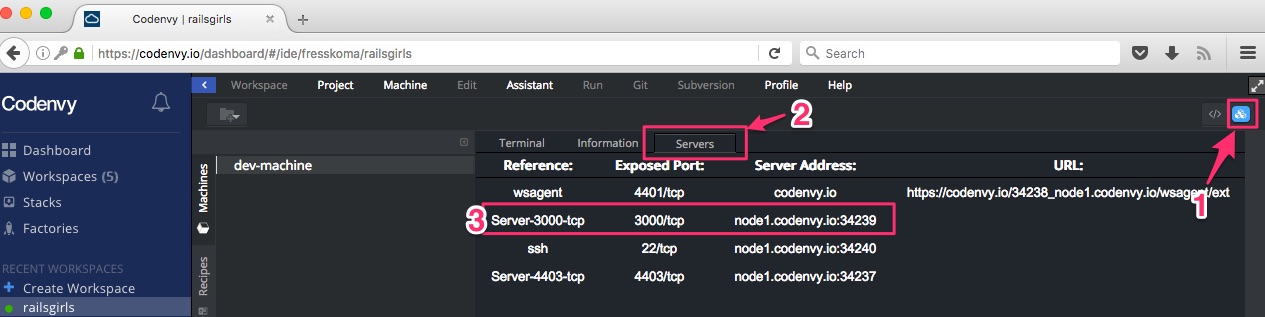 Codenvy | railsgirls
https://codenvy.io/dashboard/#/ide/fresskoma/railsgirls
Search
Codenvy
Workspace Project Machine Edit Assistant Run Git Subversion Profile Help
2
Dashboard
Workspaces (5)
Stacks
Factories
RECENT WORKSPACES
Create Workspace
railsgirls
Machines
Recipes
dev-machine
Terminal Information Servers
Reference: Exposed Port: Server Address: URL:
wsagent 4401/tcp codenvy.io https://codenvy.io/34238_node1.codenvy.io/wsagent/ext
1
3
Server-3000-tcp 3000/tcp node1.codenvy.io:34239
ssh 22/tcp node1.codenvy.io:34240
Server-4403-tcp 4403/tcp node1.codenvy.io:34237